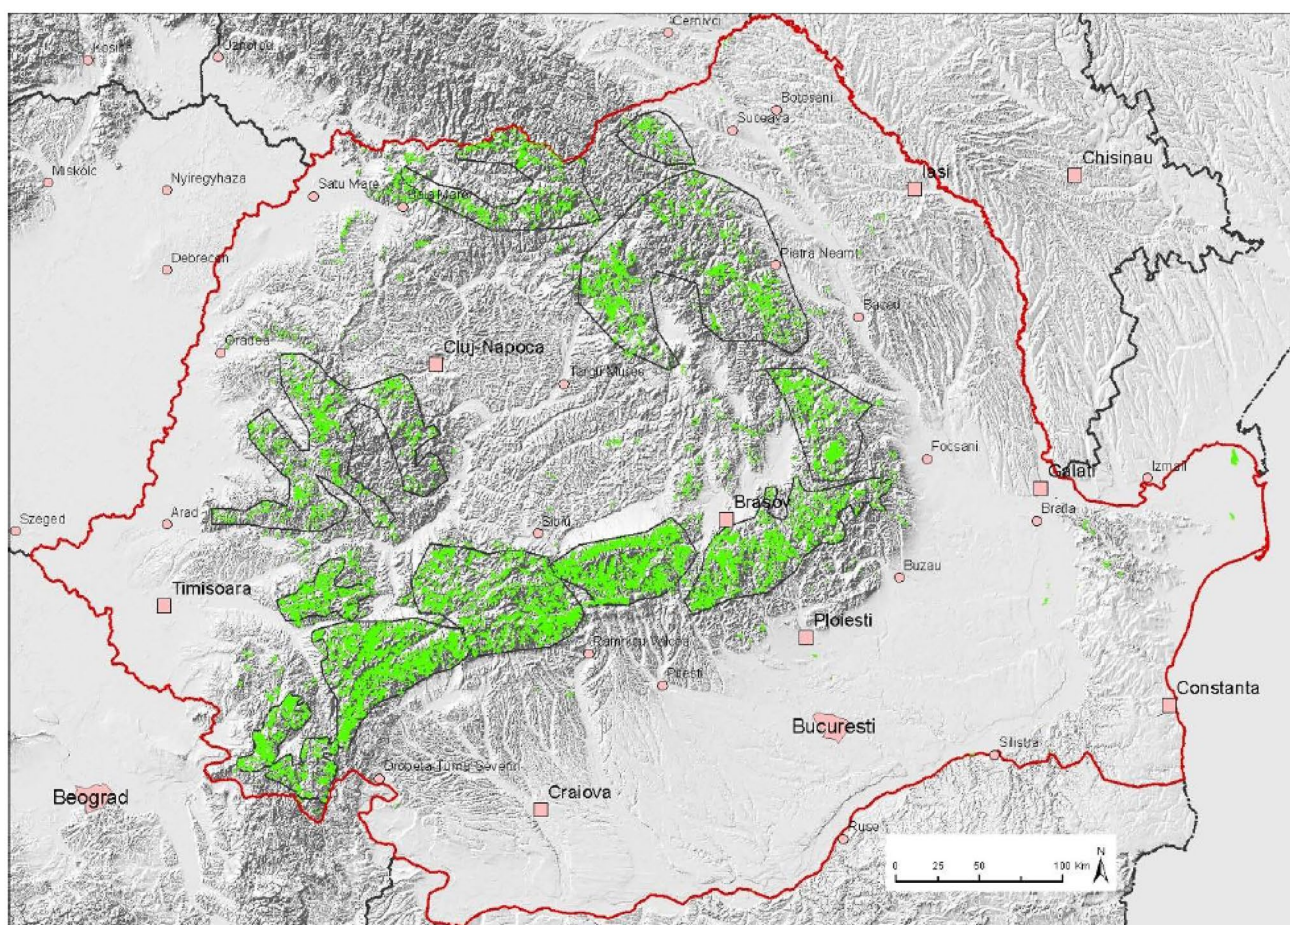 Cernivci
Kosice
Uzhorod
Botosani
Suceava
Miskolc
Nyiregyhaza
Satu Mare
Baia Mare
Iasi
Chisinau
Debrecen
Piatra Neamt
Bacau
Oradea
Cluj-Napoca
Targu Mures
Focsani
Galati
Izmail
Szeged
Arad
Sibiu
Brasov
Braila
Timisoara
Buzau
Ploiesti
Ramnicu Valcea
Pitesti
Constanta
Bucuresti
Silistra
Drobeta-Turnu Severin
Beograd
Craiova
Ruse
N
0 25 50 100 Km